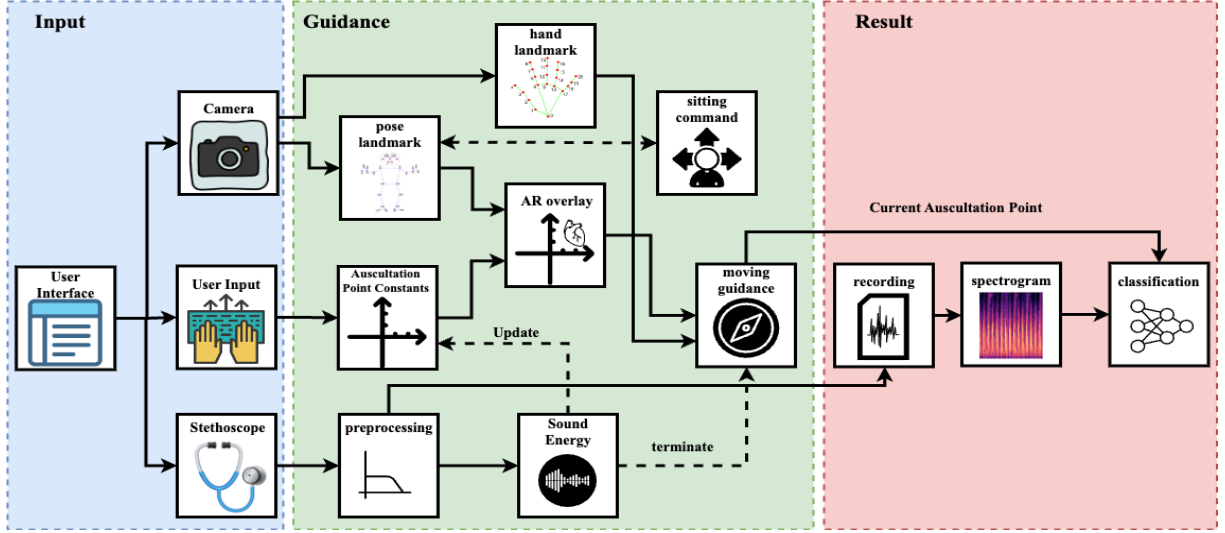 Input
Guidance
Result
hand
landmark
Camera
pose
landmark
sitting
command
AR overlay
Current Auscultation Point
User
Interface
User Input
Auscultation
Point Constants
moving
guidance
recording
spectrogram
classification
Update
Stethoscope
preprocessing
Sound
Energy
terminate